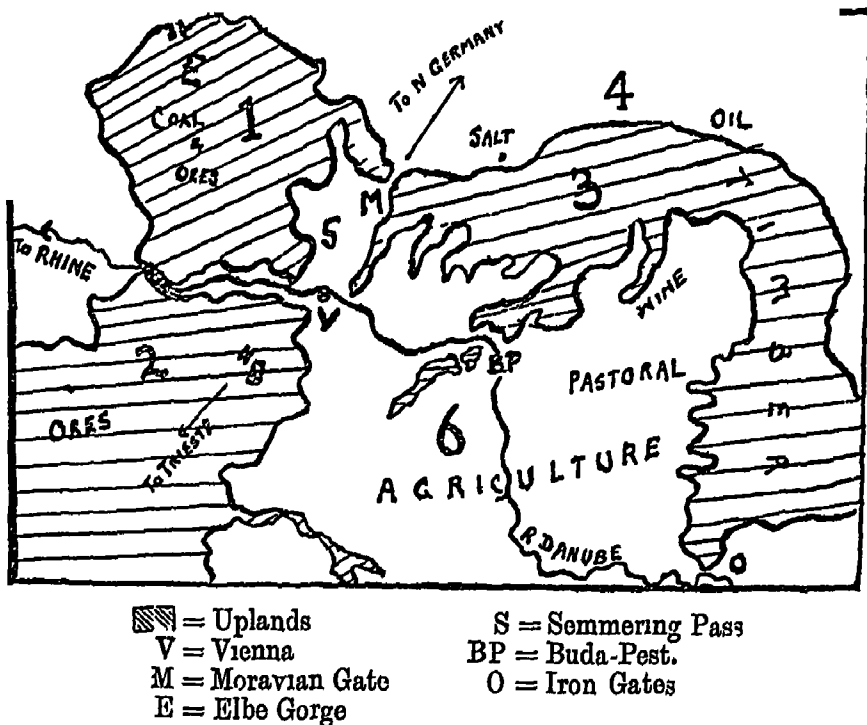 E
COAL
&
ORES
1
TO N GERMANY
4
SALT
OIL
3
T
I
M
B
E
R
M
5
TO RHINE
V
WINE
2
S
BP
PASTORAL
ORES
TO TRIESTE
6
AGRICULTURE
R DANUBE
O
= Uplands
V = Vienna
M = Moravian Gate
E = Elbe Gorge
S = Semmering Pass
BP = Buda-Pest.
O = Iron Gates